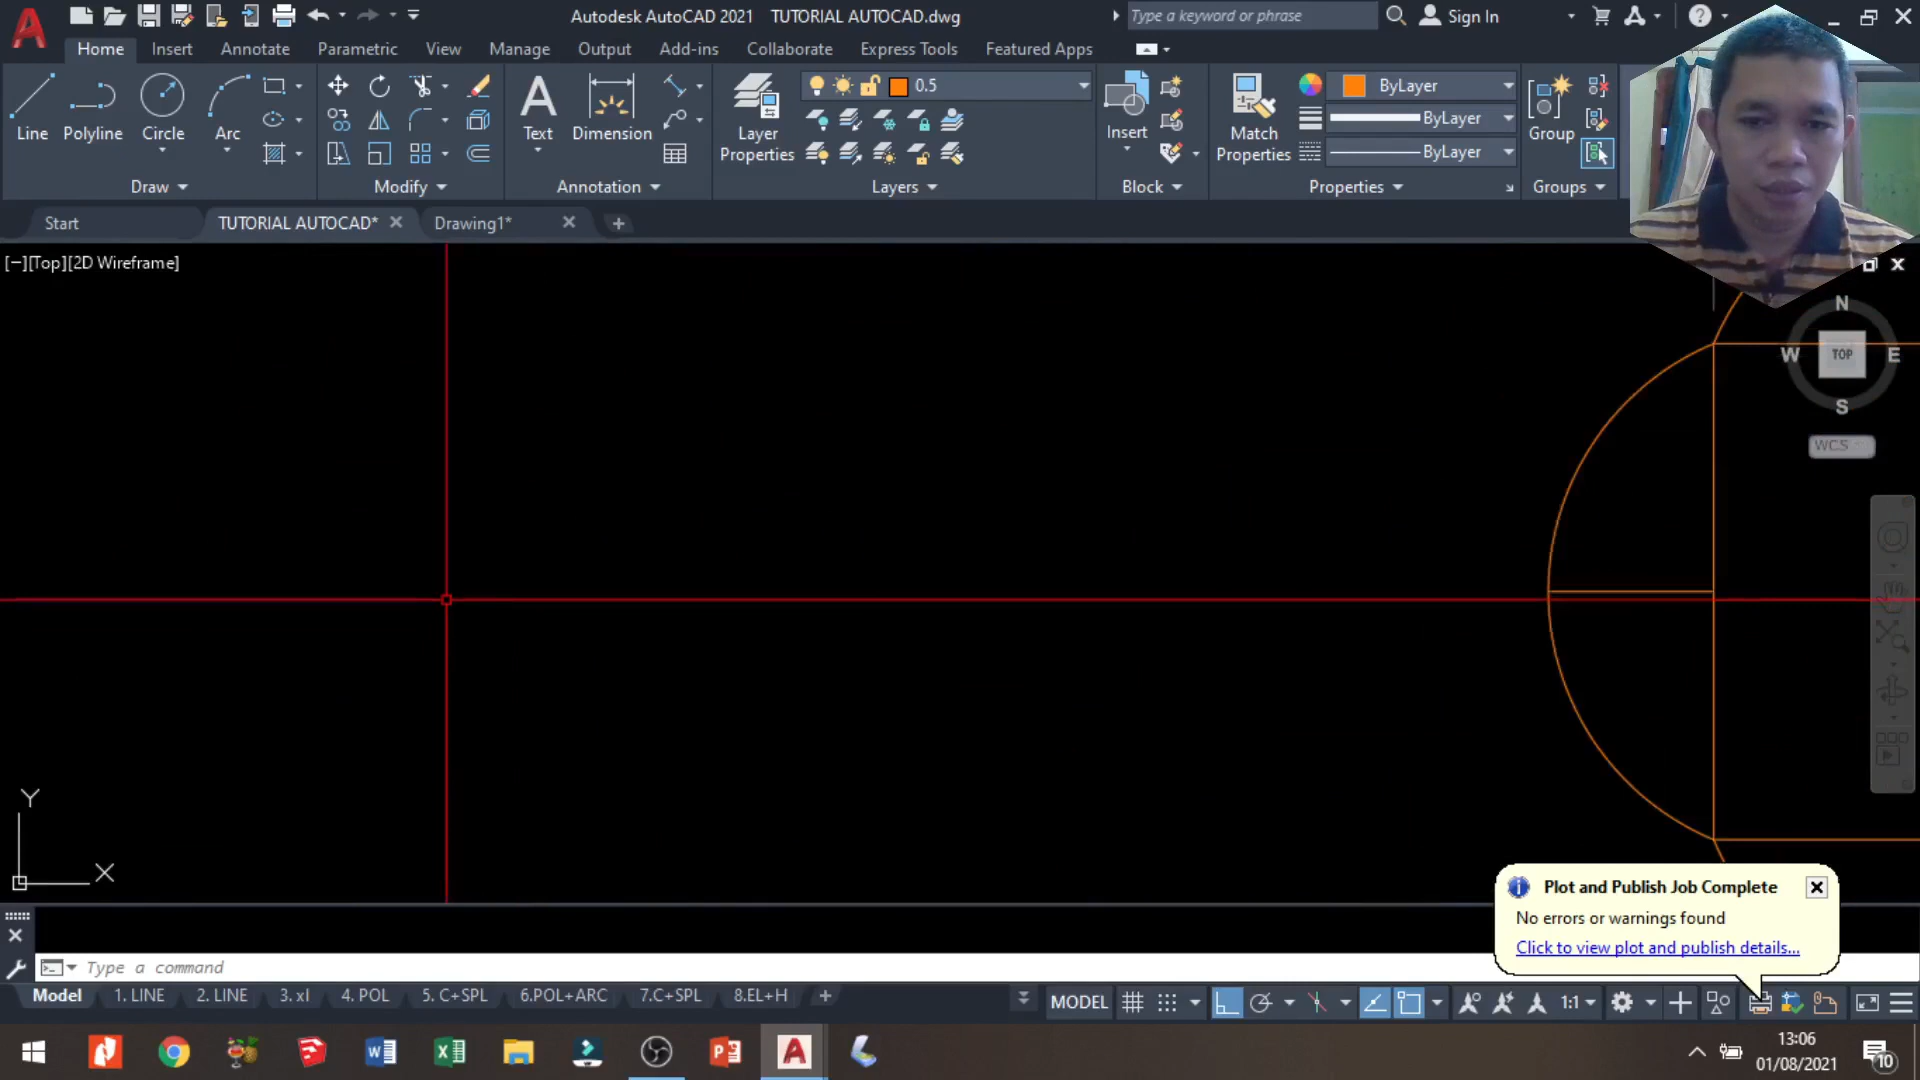 Autodesk AutoCAD 2021 TUTORIAL AUTOCAD.dwg
Type a keyword or phrase
Sign In
Home Insert Annotate Parametric View Manage Output Add-ins Collaborate Express Tools Featured Apps
0.5
ByLayer
Line Polyline Circle Arc
Text Dimension
Layer Properties
Insert
Match Properties
ByLayer
Group
ByLayer
Draw Modify Annotation Layers Block Properties Groups
Start TUTORIAL AUTOCAD* Drawing1*
[−][Top][2D Wireframe]
N
W TOP E
S
WCS
Y
X
Plot and Publish Job Complete
No errors or warnings found
Click to view plot and publish details...
Type a command
Model 1. LINE 2. LINE 3. xl 4. POL 5. C+SPL 6.POL+ARC 7.C+SPL 8.EL+H
MODEL 1:1
13:06
01/08/2021
10